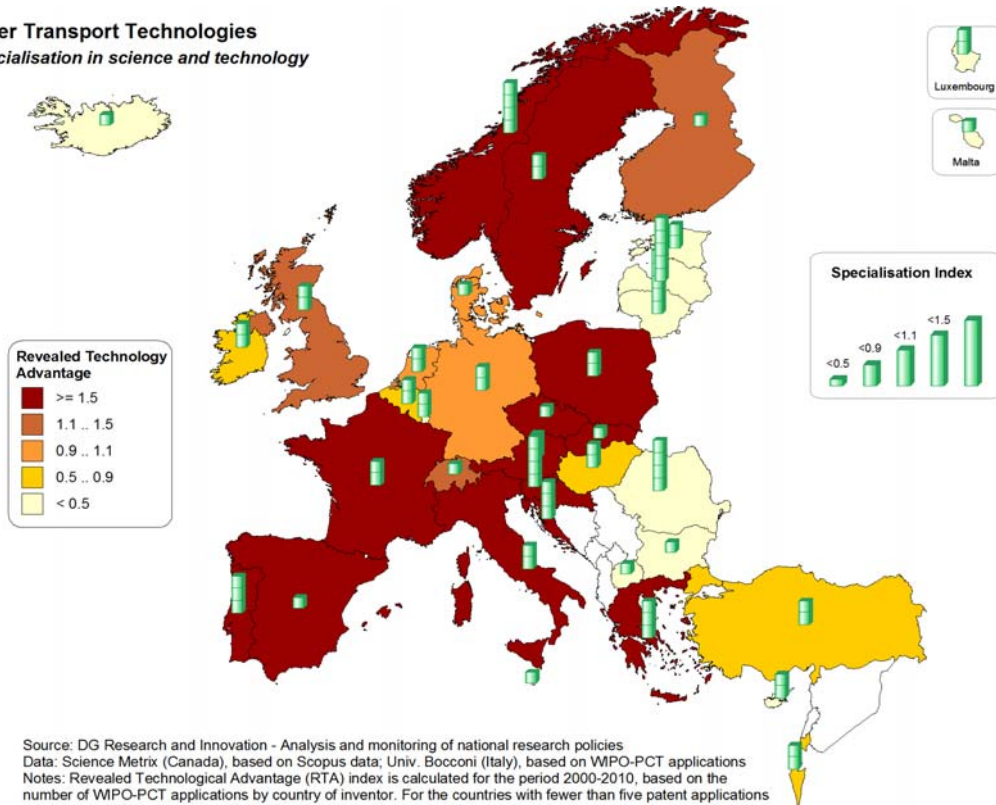 er Transport Technologies
cialisation in science and technology
Luxembourg
Malta
Specialisation Index
<0.5
<0.9
<1.1
<1.5
Revealed Technology
Advantage
>= 1.5
1.1 .. 1.5
0.9 .. 1.1
0.5 .. 0.9
< 0.5
Source: DG Research and Innovation - Analysis and monitoring of national research policies
Data: Science Metrix (Canada), based on Scopus data; Univ. Bocconi (Italy), based on WIPO-PCT applications
Notes: Revealed Technological Advantage (RTA) index is calculated for the period 2000-2010, based on the
number of WIPO-PCT applications by country of inventor. For the countries with fewer than five patent applications